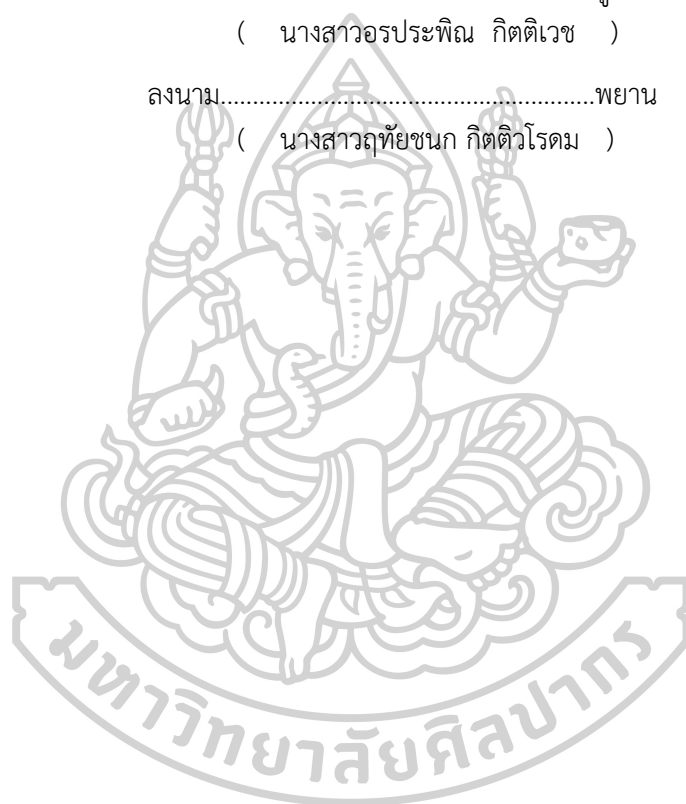 ( นางสาวอรประพิณ กิตติเวช )
ลงนาม...........................................................พยาน
( นางสาวฤทัยชนก กิตติวโรดม )
มหาวิทยาลัยศิลปากร